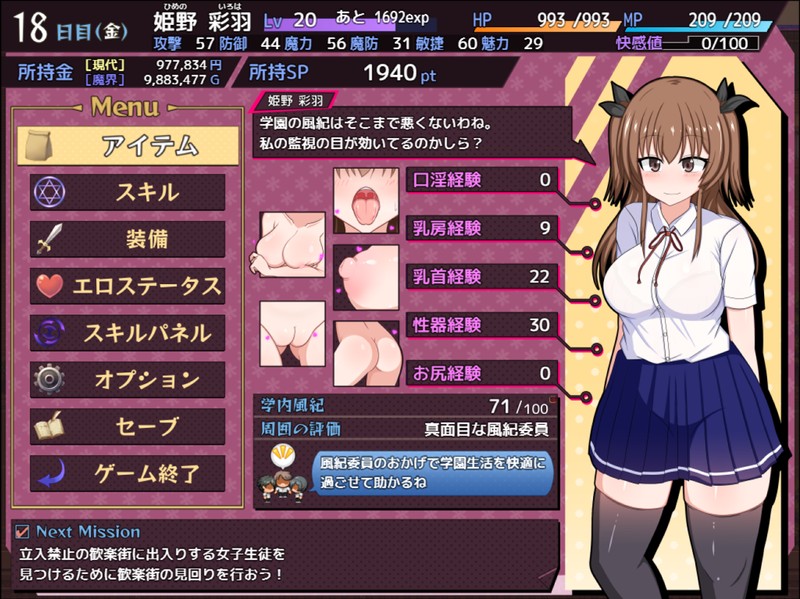 18 日目(金)
ひめの いろは
姫野 彩羽 Lv 20 あと 1692exp HP 993 /993 MP 209 /209
攻撃 57 防御 44 魔力 56 魔防 31 敏捷 60 魅力 29 快感値 0/100
所持金 [現代] 977,834 円
[魔界] 9,883,477 G
所持SP 1940 pt
Menu
アイテム
スキル
装備
エロステータス
スキルパネル
オプション
セーブ
ゲーム終了
姫野 彩羽
学園の風紀はそこまで悪くないわね。
私の監視の目が効いてるのかしら？
口淫経験 0
乳房経験 9
乳首経験 22
性器経験 30
お尻経験 0
学内風紀 71 /100
周囲の評価 真面目な風紀委員
風紀委員のおかげで学園生活を快適に
過ごせて助かるね
Next Mission
立入禁止の歓楽街に出入りする女子生徒を
見つけるために歓楽街の見回りを行おう！